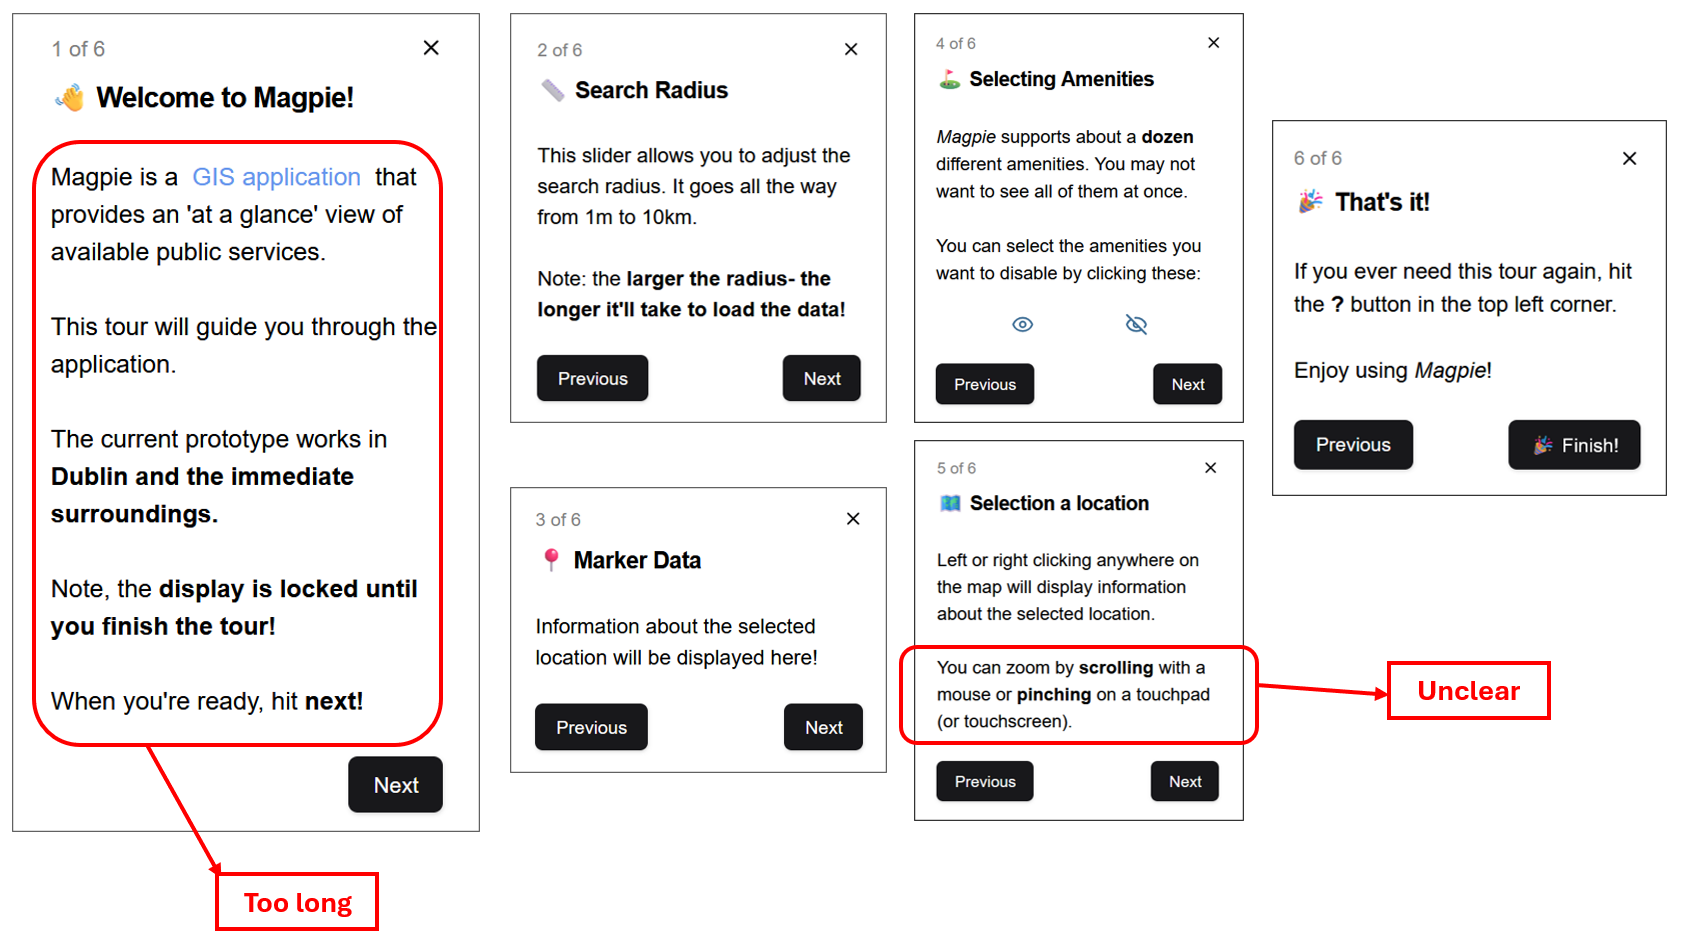 1 of 6
Welcome to Magpie!
Magpie is a GIS application that
provides an 'at a glance' view of
available public services.
This tour will guide you through the
application.
The current prototype works in
Dublin and the immediate
surroundings.
Note, the display is locked until
you finish the tour!
When you're ready, hit next!
Next
Too long
2 of 6
Search Radius
This slider allows you to adjust the
search radius. It goes all the way
from 1m to 10km.
Note: the larger the radius- the
longer it'll take to load the data!
Previous
Next
3 of 6
Marker Data
Information about the selected
location will be displayed here!
Previous
Next
4 of 6
Selecting Amenities
Magpie supports about a dozen
different amenities. You may not
want to see all of them at once.
You can select the amenities you
want to disable by clicking these:
Previous
Next
5 of 6
Selection a location
Left or right clicking anywhere on
the map will display information
about the selected location.
You can zoom by scrolling with a
mouse or pinching on a touchpad
(or touchscreen).
Previous
Next
Unclear
6 of 6
That's it!
If you ever need this tour again, hit
the ? button in the top left corner.
Enjoy using Magpie!
Previous
Finish!